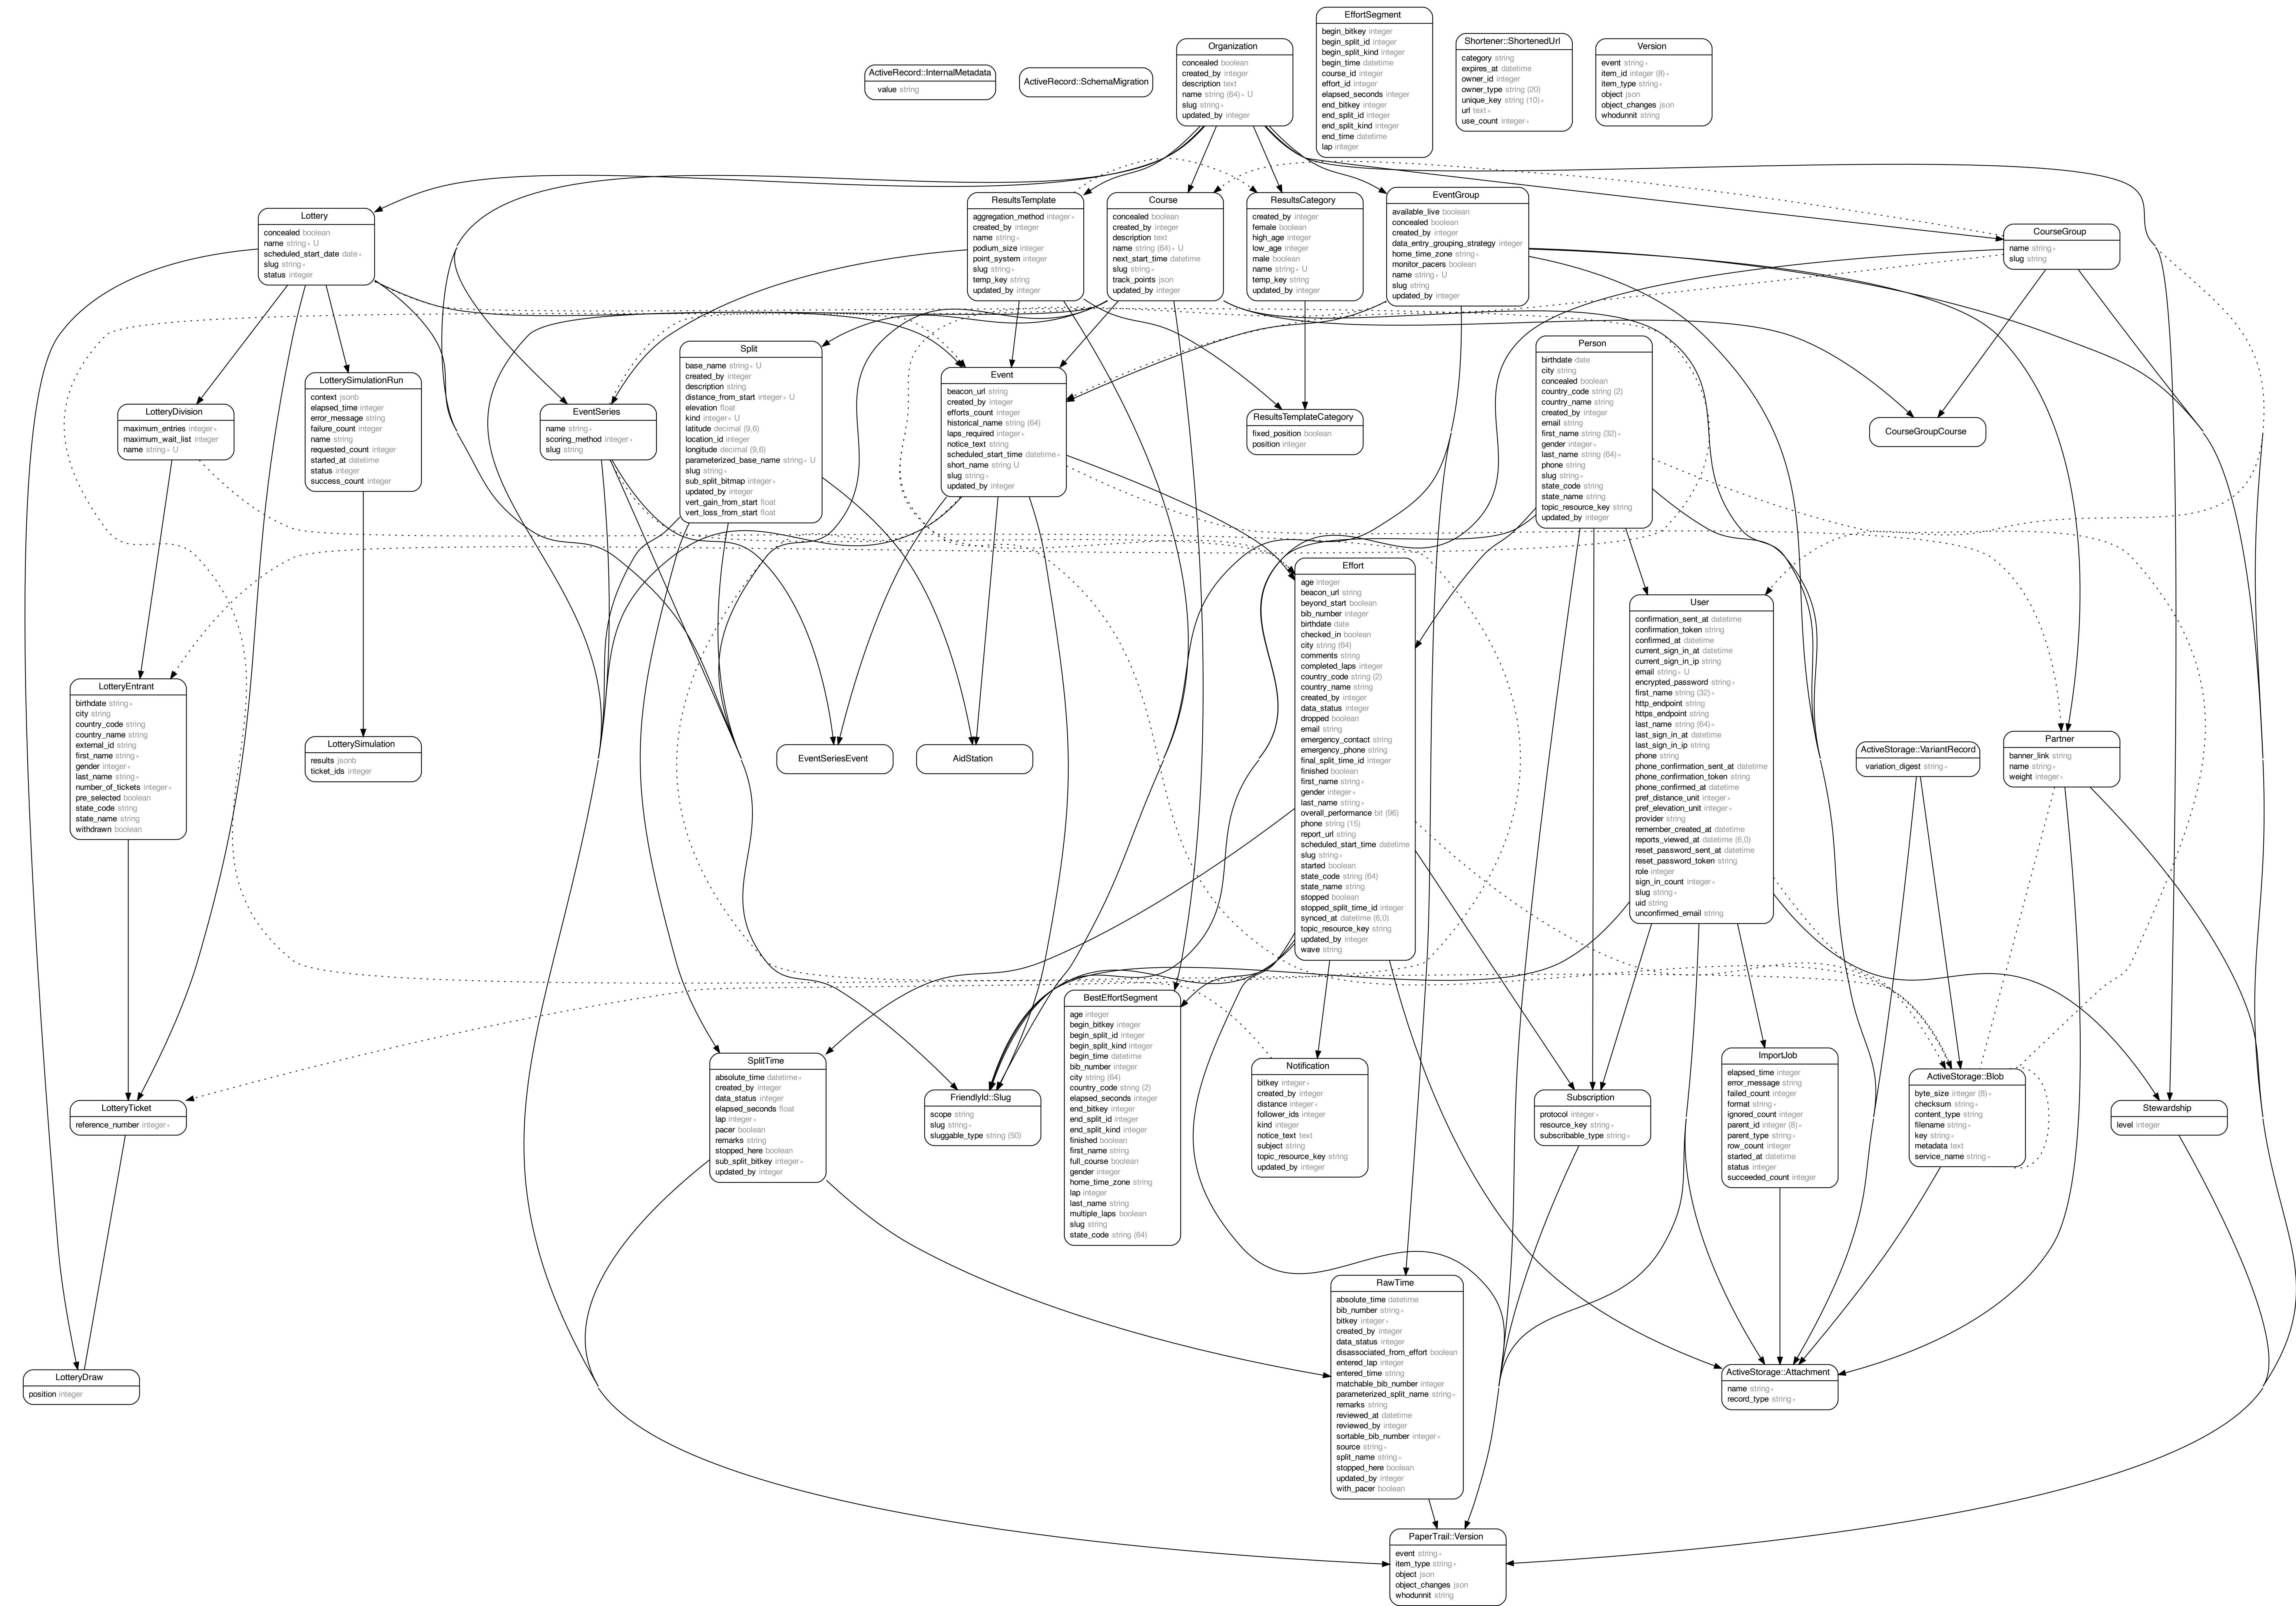 EffortSegment
begin_bitkey integer
begin_split_id integer
begin_split_kind integer
begin_time datetime
course_id integer
effort_id integer
elapsed_seconds integer
end_bitkey integer
end_split_id integer
end_split_kind integer
end_time datetime
lap integer
Organization
concealed boolean
created_by integer
description text
name string (64)∗ U
slug string∗
updated_by integer
Shortener::ShortenedUrl
category string
expires_at datetime
owner_id integer
owner_type string (20)
unique_key string (10)∗
url text∗
use_count integer∗
Version
event string∗
item_id integer (8)∗
item_type string∗
object json
object_changes json
whodunnit string
ActiveRecord::InternalMetadata
value string
ActiveRecord::SchemaMigration
Lottery
concealed boolean
name string∗ U
scheduled_start_date date∗
slug string∗
status integer
ResultsTemplate
aggregation_method integer∗
created_by integer
name string∗
podium_size integer
point_system integer
slug string∗
temp_key string
updated_by integer
Course
concealed boolean
created_by integer
description text
name string (64)∗ U
next_start_time datetime
slug string∗
track_points json
updated_by integer
ResultsCategory
created_by integer
female boolean
high_age integer
low_age integer
male boolean
name string∗ U
temp_key string
updated_by integer
EventGroup
available_live boolean
concealed boolean
created_by integer
data_entry_grouping_strategy integer
home_time_zone string∗
monitor_pacers boolean
name string∗ U
slug string
updated_by integer
CourseGroup
name string∗
slug string
Split
base_name string∗ U
created_by integer
description string
distance_from_start integer∗ U
elevation float
kind integer∗ U
latitude decimal (9,6)
location_id integer
longitude decimal (9,6)
parameterized_base_name string∗ U
slug string∗
sub_split_bitmap integer∗
updated_by integer
vert_gain_from_start float
vert_loss_from_start float
Person
birthdate date
city string
concealed boolean
country_code string (2)
country_name string
created_by integer
email string
first_name string (32)∗
gender integer∗
last_name string (64)∗
phone string
slug string∗
state_code string
state_name string
topic_resource_key string
updated_by integer
LotteryDivision
maximum_entries integer∗
maximum_wait_list integer
name string∗ U
LotterySimulationRun
context jsonb
elapsed_time integer
error_message string
failure_count integer
name string
requested_count integer
started_at datetime
status integer
success_count integer
EventSeries
name string∗
scoring_method integer∗
slug string
Event
beacon_url string
created_by integer
efforts_count integer
historical_name string (64)
laps_required integer∗
notice_text string
scheduled_start_time datetime∗
short_name string U
slug string∗
updated_by integer
ResultsTemplateCategory
fixed_position boolean
position integer
CourseGroupCourse
Effort
age integer
beacon_url string
beyond_start boolean
bib_number integer
birthdate date
checked_in boolean
city string (64)
comments string
completed_laps integer
country_code string (2)
country_name string
created_by integer
data_status integer
dropped boolean
email string
emergency_contact string
emergency_phone string
final_split_time_id integer
finished boolean
first_name string∗
gender integer∗
last_name string∗
overall_performance bit (96)
phone string (15)
report_url string
scheduled_start_time datetime
slug string∗
started boolean
state_code string (64)
state_name string
stopped boolean
stopped_split_time_id integer
synced_at datetime (6,0)
topic_resource_key string
updated_by integer
wave string
User
confirmation_sent_at datetime
confirmation_token string
confirmed_at datetime
current_sign_in_at datetime
current_sign_in_ip string
email string∗ U
encrypted_password string∗
first_name string (32)∗
http_endpoint string
https_endpoint string
last_name string (64)∗
last_sign_in_at datetime
last_sign_in_ip string
phone string
phone_confirmation_sent_at datetime
phone_confirmation_token string
phone_confirmed_at datetime
pref_distance_unit integer∗
pref_elevation_unit integer∗
provider string
remember_created_at datetime
reports_viewed_at datetime (6,0)
reset_password_sent_at datetime
reset_password_token string
role integer
sign_in_count integer∗
slug string∗
uid string
unconfirmed_email string
LotteryEntrant
birthdate string∗
city string
country_code string
country_name string
external_id string
first_name string∗
gender integer∗
last_name string∗
number_of_tickets integer∗
pre_selected boolean
state_code string
state_name string
withdrawn boolean
LotterySimulation
results jsonb
ticket_ids integer
EventSeriesEvent
AidStation
ActiveStorage::VariantRecord
variation_digest string∗
Partner
banner_link string
name string∗
weight integer∗
BestEffortSegment
age integer
begin_bitkey integer
begin_split_id integer
begin_split_kind integer
begin_time datetime
bib_number integer
city string (64)
country_code string (2)
elapsed_seconds integer
end_bitkey integer
end_split_id integer
end_split_kind integer
finished boolean
first_name string
full_course boolean
gender integer
home_time_zone string
lap integer
last_name string
multiple_laps boolean
slug string
state_code string (64)
SplitTime
absolute_time datetime∗
created_by integer
data_status integer
elapsed_seconds float
lap integer∗
pacer boolean
remarks string
stopped_here boolean
sub_split_bitkey integer∗
updated_by integer
Notification
bitkey integer∗
created_by integer
distance integer∗
follower_ids integer
kind integer
notice_text text
subject string
topic_resource_key string
updated_by integer
ImportJob
elapsed_time integer
error_message string
failed_count integer
format string∗
ignored_count integer
parent_id integer (8)∗
parent_type string∗
row_count integer
started_at datetime
status integer
succeeded_count integer
ActiveStorage::Blob
byte_size integer (8)∗
checksum string∗
content_type string
filename string∗
key string∗
metadata text
service_name string∗
LotteryTicket
reference_number integer∗
FriendlyId::Slug
scope string
slug string∗
sluggable_type string (50)
Subscription
protocol integer∗
resource_key string∗
subscribable_type string∗
Stewardship
level integer
RawTime
absolute_time datetime
bib_number string∗
bitkey integer∗
created_by integer
data_status integer
disassociated_from_effort boolean
entered_lap integer
entered_time string
matchable_bib_number integer
parameterized_split_name string∗
remarks string
reviewed_at datetime
reviewed_by integer
sortable_bib_number integer∗
source string∗
split_name string∗
stopped_here boolean
updated_by integer
with_pacer boolean
LotteryDraw
position integer
ActiveStorage::Attachment
name string∗
record_type string∗
PaperTrail::Version
event string∗
item_type string∗
object json
object_changes json
whodunnit string